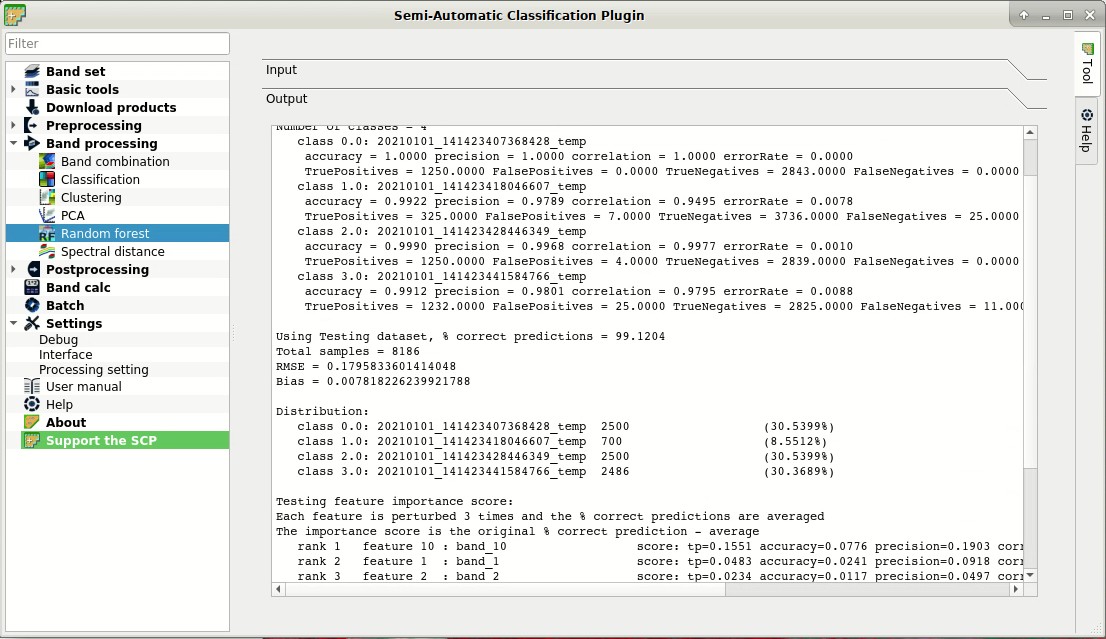 Semi-Automatic Classification Plugin
Filter
Band set
Basic tools
Download products
Preprocessing
Band processing
Band combination
Classification
Clustering
PCA
RF Random forest
Spectral distance
Postprocessing
Band calc
Batch
Settings
Debug
Interface
Processing setting
User manual
Help
About
Support the SCP
Input
Output
Number of classes = 4
class 0.0: 20210101_141423407368428_temp
accuracy = 1.0000 precision = 1.0000 correlation = 1.0000 errorRate = 0.0000
TruePositives = 1250.0000 FalsePositives = 0.0000 TrueNegatives = 2843.0000 FalseNegatives = 0.0000
class 1.0: 20210101_141423418046607_temp
accuracy = 0.9922 precision = 0.9789 correlation = 0.9495 errorRate = 0.0078
TruePositives = 325.0000 FalsePositives = 7.0000 TrueNegatives = 3736.0000 FalseNegatives = 25.0000
class 2.0: 20210101_141423428446349_temp
accuracy = 0.9990 precision = 0.9968 correlation = 0.9977 errorRate = 0.0010
TruePositives = 1250.0000 FalsePositives = 4.0000 TrueNegatives = 2839.0000 FalseNegatives = 0.0000
class 3.0: 20210101_141423441584766_temp
accuracy = 0.9912 precision = 0.9801 correlation = 0.9795 errorRate = 0.0088
TruePositives = 1232.0000 FalsePositives = 25.0000 TrueNegatives = 2825.0000 FalseNegatives = 11.000
Using Testing dataset, % correct predictions = 99.1204
Total samples = 8186
RMSE = 0.1795833601414048
Bias = 0.007818226239921788
Distribution:
class 0.0: 20210101_141423407368428_temp 2500 (30.5399%)
class 1.0: 20210101_141423418046607_temp 700 (8.5512%)
class 2.0: 20210101_141423428446349_temp 2500 (30.5399%)
class 3.0: 20210101_141423441584766_temp 2486 (30.3689%)
Testing feature importance score:
Each feature is perturbed 3 times and the % correct predictions are averaged
The importance score is the original % correct prediction - average
rank 1 feature 10 : band_10 score: tp=0.1551 accuracy=0.0776 precision=0.1903 corr
rank 2 feature 1 : band_1 score: tp=0.0483 accuracy=0.0241 precision=0.0918 corr
rank 3 feature 2 : band_2 score: tp=0.0234 accuracy=0.0117 precision=0.0497 corr
Tool
Help